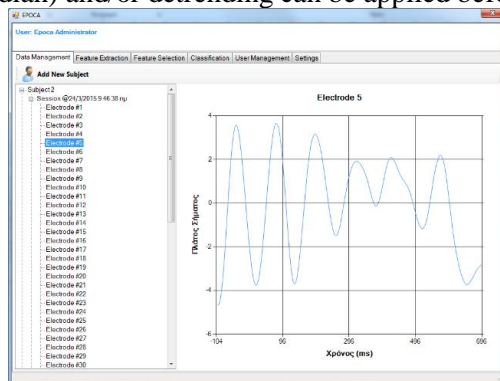 dian) and/or detrending can be applied befo
EPOCA
User: Epoca Administrator
Data Management Feature Extraction Feature Selection Classification User Management Settings
Add New Subject
Subject2
Session @24/3/2015 9:46:38 πμ
Electrode #1
Electrode #2
Electrode #3
Electrode #4
Electrode #5
Electrode #6
Electrode #7
Electrode #8
Electrode #9
Electrode #10
Electrode #11
Electrode #12
Electrode #13
Electrode #14
Electrode #15
Electrode #16
Electrode #17
Electrode #18
Electrode #19
Electrode #20
Electrode #21
Electrode #22
Electrode #23
Electrode #24
Electrode #25
Electrode #26
Electrode #27
Electrode #28
Electrode #29
Electrode #30
Electrode 5
Πλάτος Σήματος
4
2
0
-2
-4
-6
-104 96 296 496 696
Χρόνος (ms)